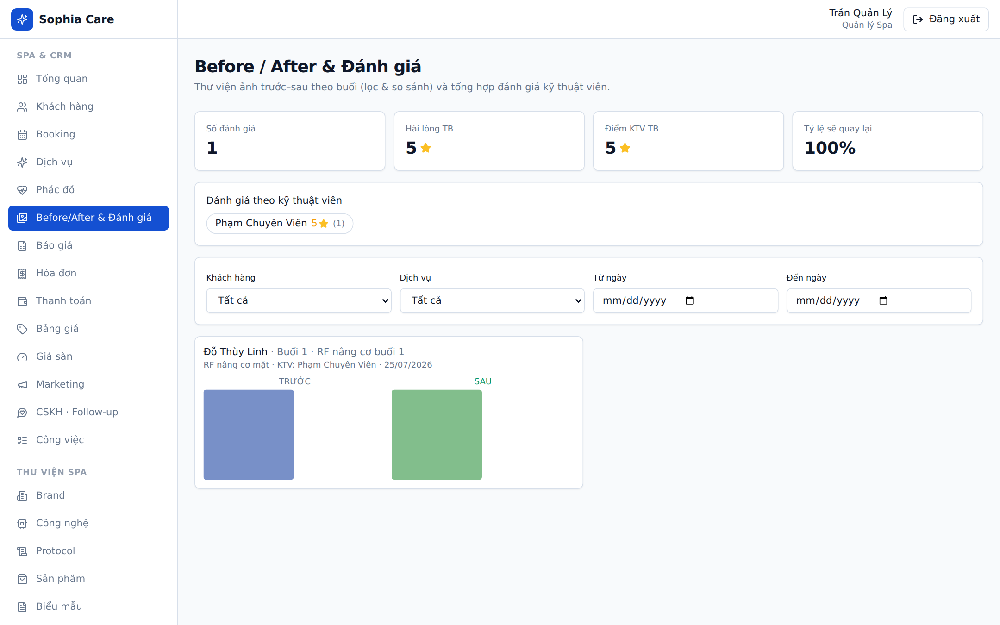 Sophia Care
Trần Quản Lý
Quản lý Spa
Đăng xuất
SPA & CRM
Tổng quan
Khách hàng
Booking
Dịch vụ
Phác đồ
Before/After & Đánh giá
Báo giá
Hóa đơn
Thanh toán
Bảng giá
Giá sàn
Marketing
CSKH · Follow-up
Công việc
THƯ VIỆN SPA
Brand
Công nghệ
Protocol
Sản phẩm
Biểu mẫu
Before / After & Đánh giá
Thư viện ảnh trước–sau theo buổi (lọc & so sánh) và tổng hợp đánh giá kỹ thuật viên.
Số đánh giá
1
Hài lòng TB
5
Điểm KTV TB
5
Tỷ lệ sẽ quay lại
100%
Đánh giá theo kỹ thuật viên
Phạm Chuyên Viên 5 (1)
Khách hàng
Tất cả
Dịch vụ
Tất cả
Từ ngày
mm/dd/yyyy
Đến ngày
mm/dd/yyyy
Đỗ Thùy Linh · Buổi 1 · RF nâng cơ buổi 1
RF nâng cơ mặt · KTV: Phạm Chuyên Viên · 25/07/2026
TRƯỚC
SAU